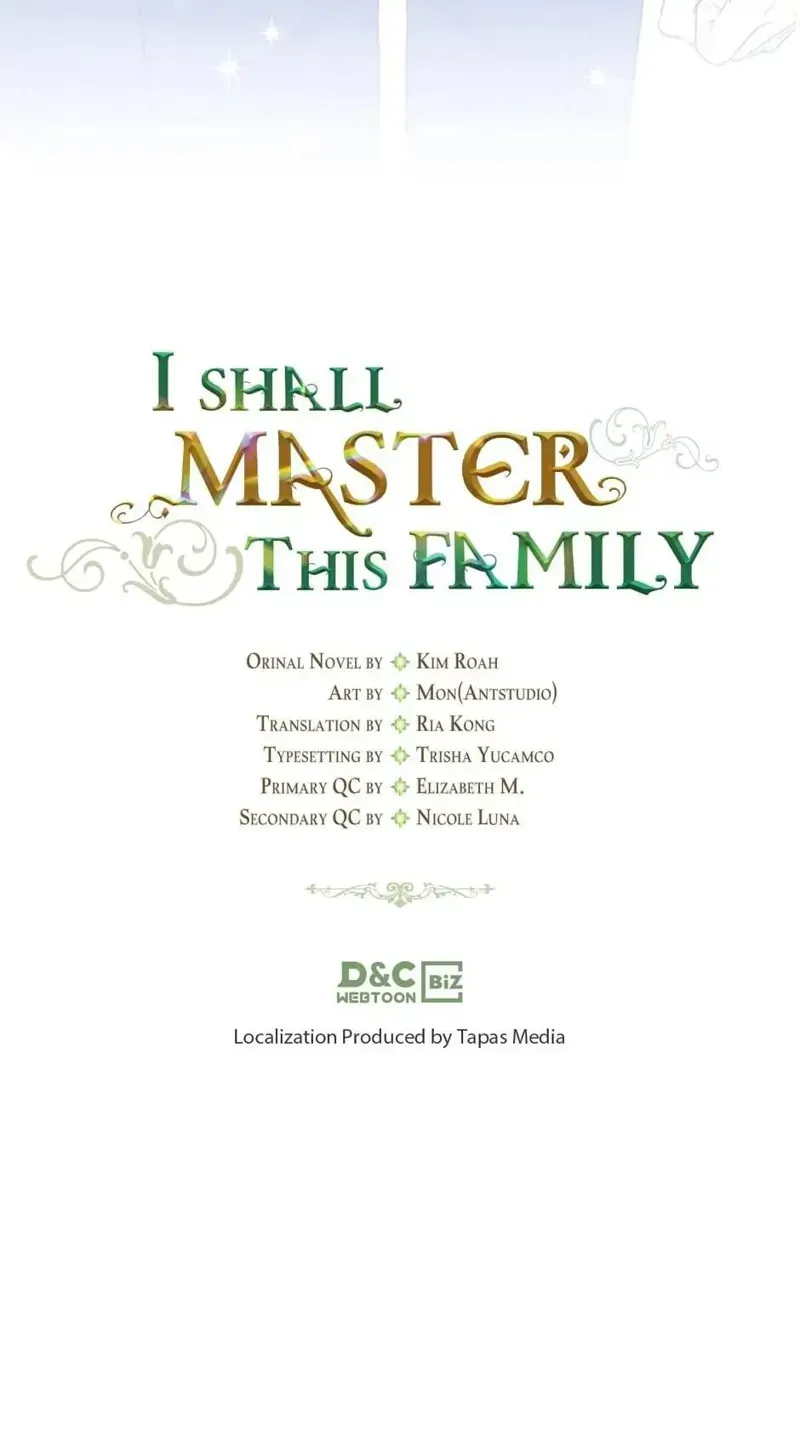 I SHALL
MASTER
THIS FAMILY
ORINAL NOVEL BY KIM ROAH
ART BY MON(ANTSTUDIO)
TRANSLATION BY RIA KONG
TYPESETTING BY TRISHA YUCAMCO
PRIMARY QC BY ELIZABETH M.
SECONDARY QC BY NICOLE LUNA
D&C
WEBTOON BiZ
Localization Produced by Tapas Media